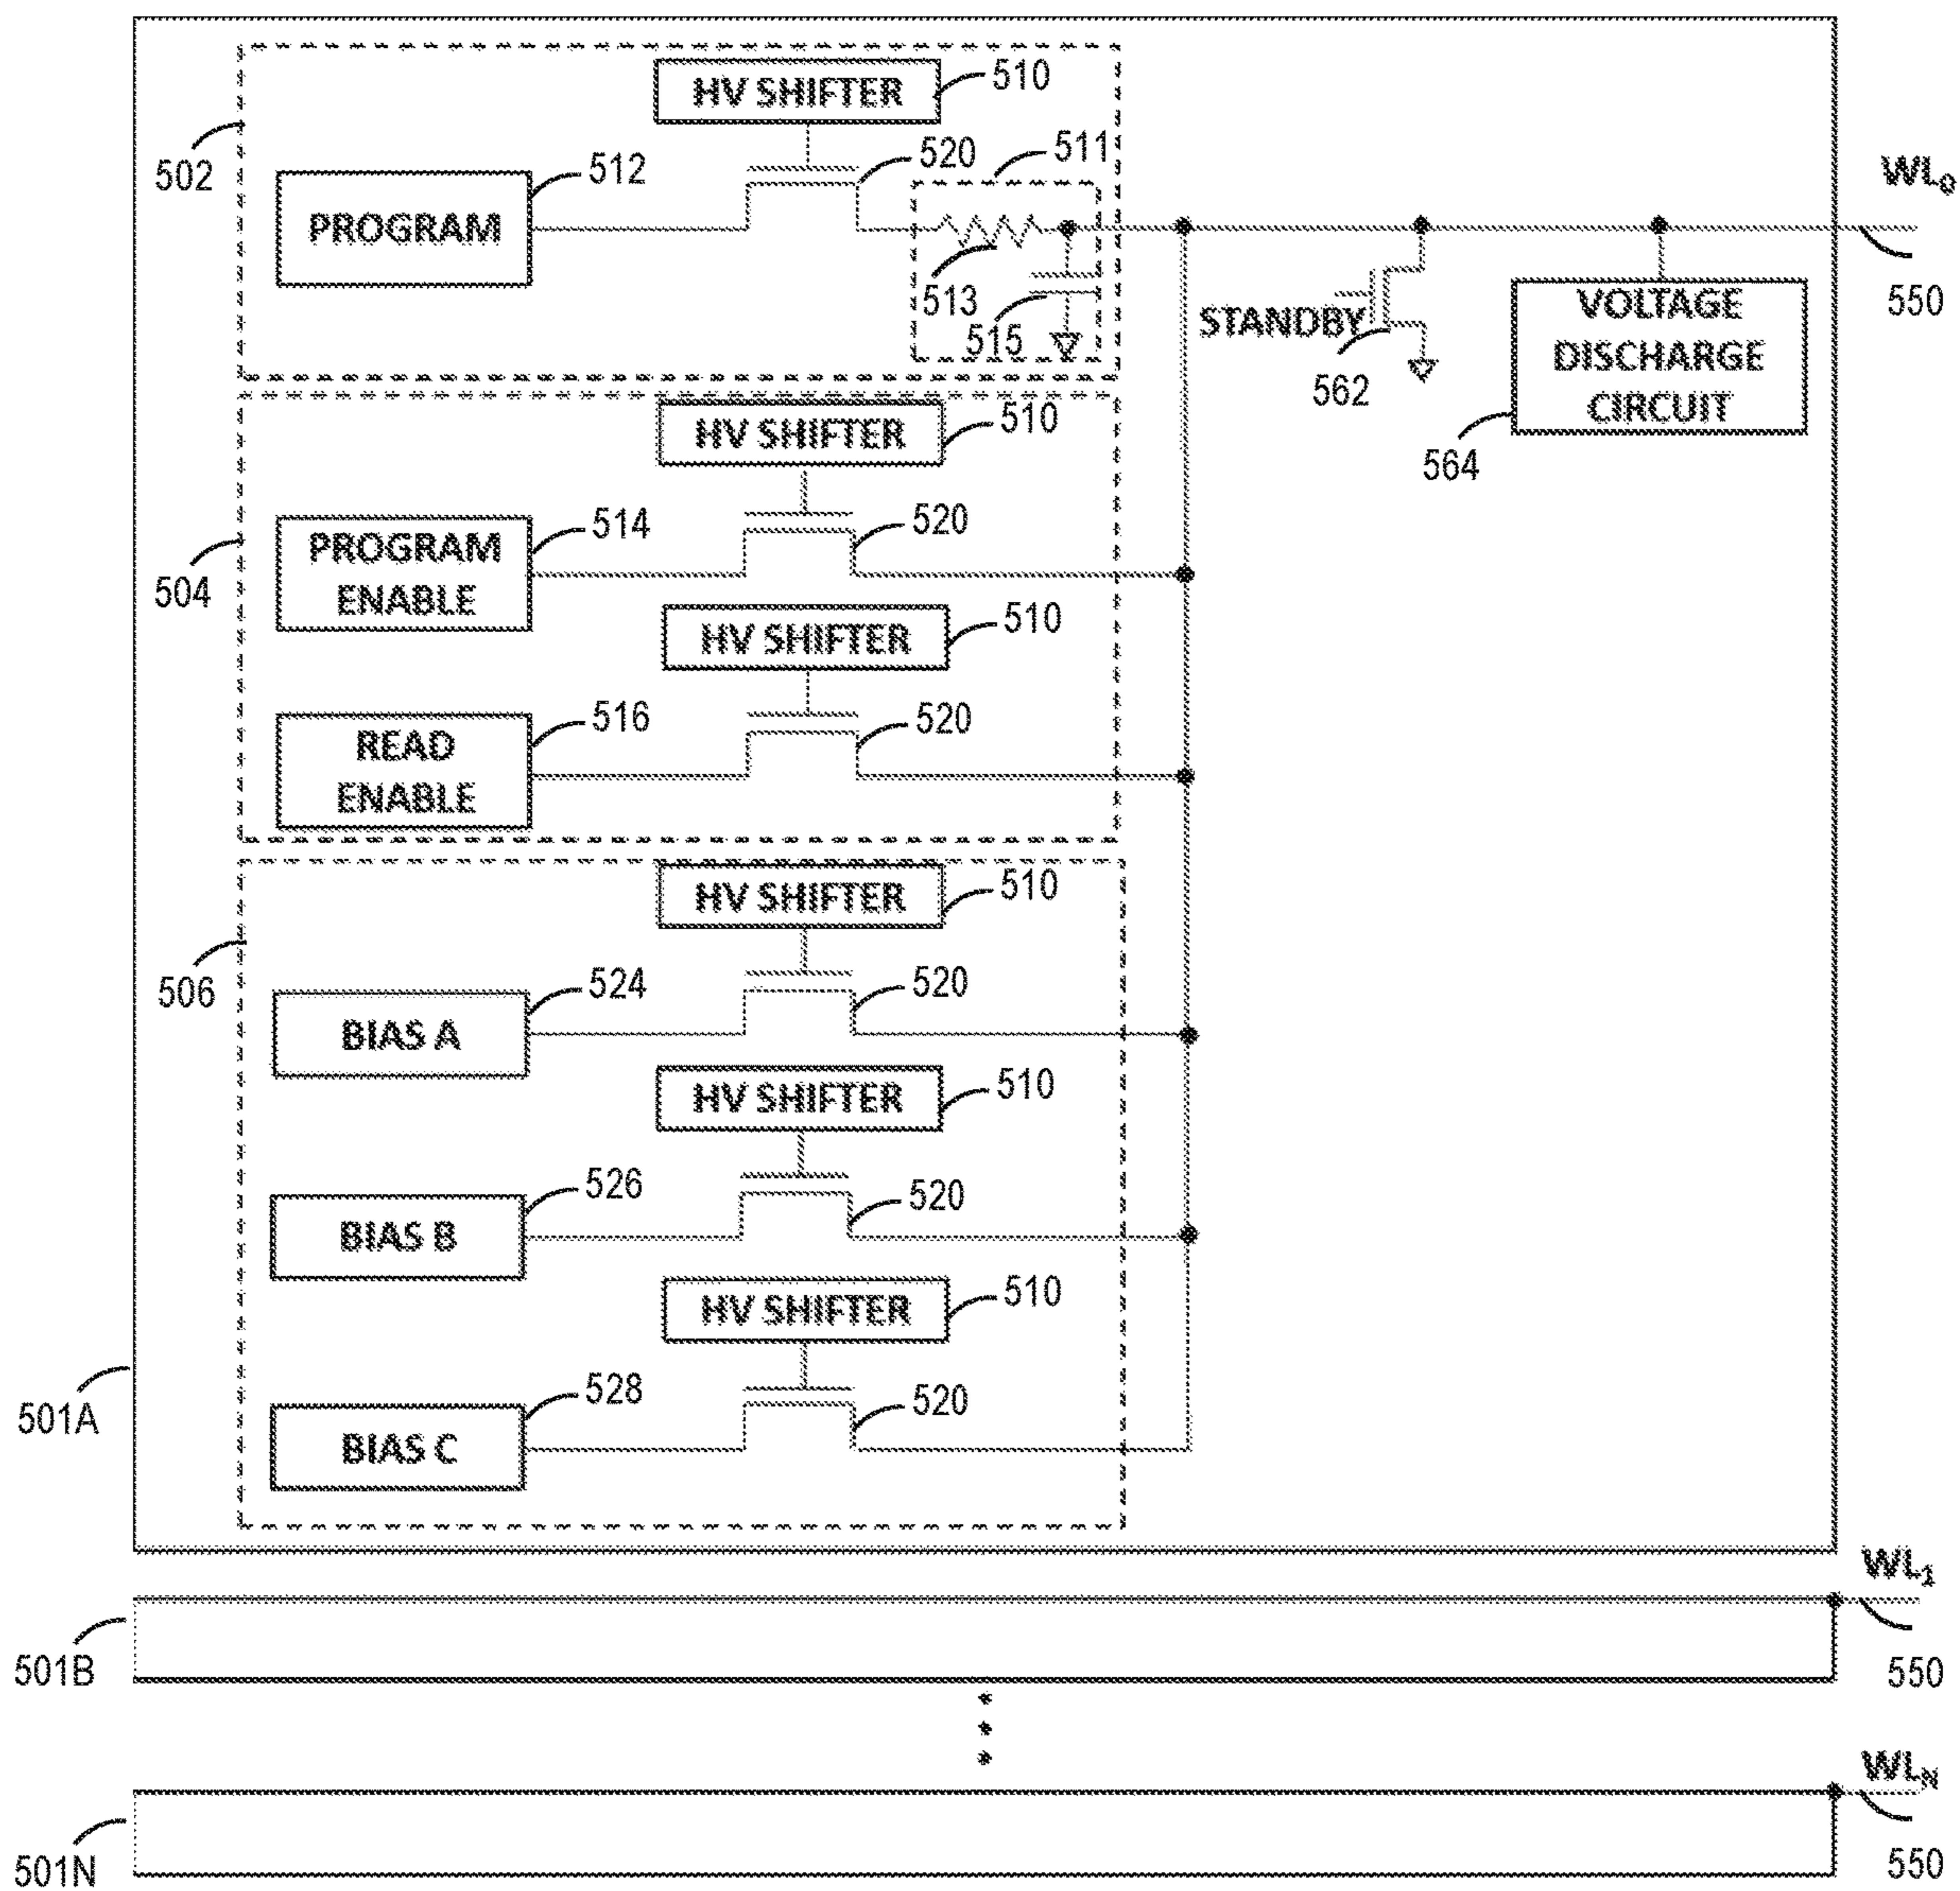 HV SHIFTER
510
502
512
520
511
WL0
PROGRAM
513
515
STANDBY
562
VOLTAGE
DISCHARGE
CIRCUIT
564
550
HV SHIFTER
510
504
514
520
PROGRAM
ENABLE
HV SHIFTER
510
516
520
READ
ENABLE
HV SHIFTER
510
506
524
520
BIAS A
HV SHIFTER
510
526
520
BIAS B
HV SHIFTER
510
528
520
BIAS C
501A
WL1
501B
550
WLN
501N
550